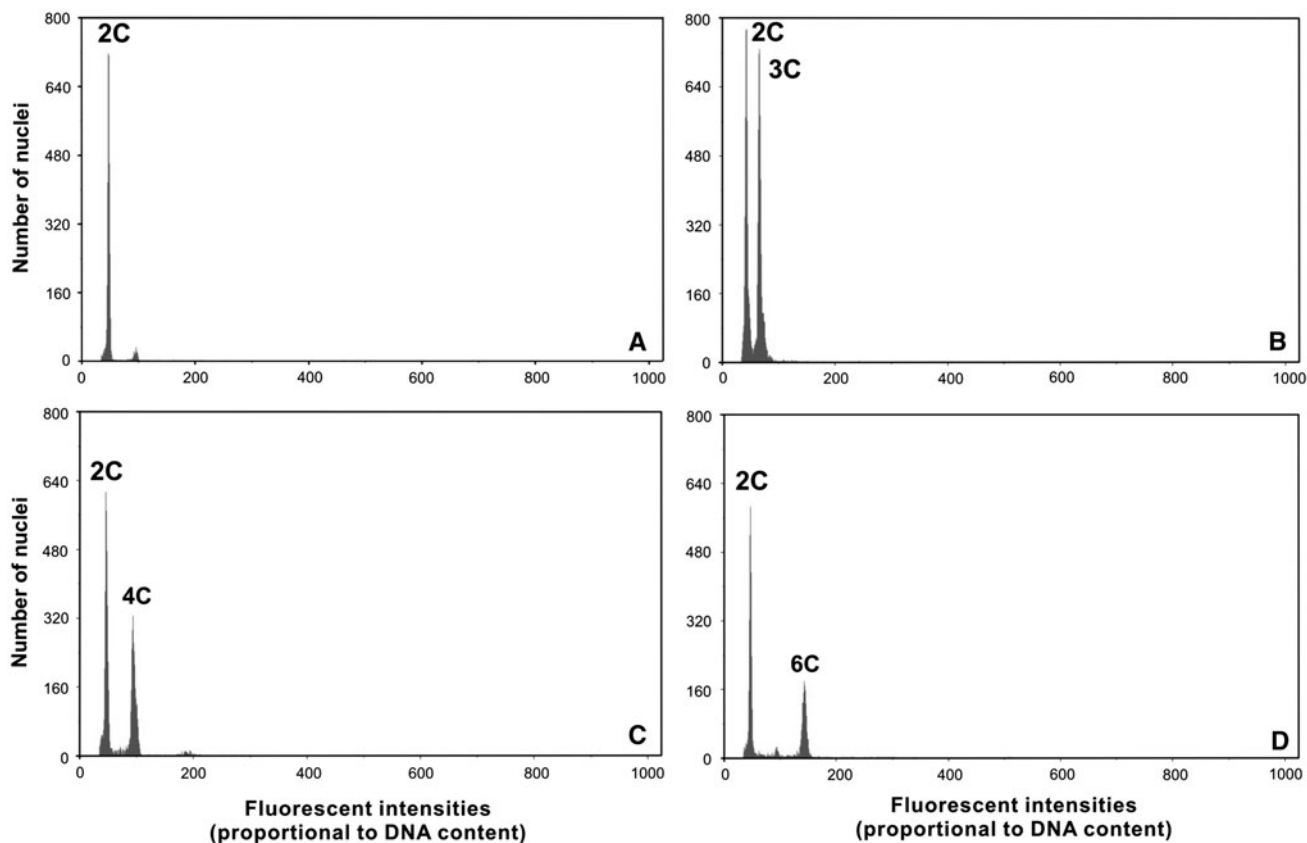 800
2C
640
480
320
160
0
A
0
200
400
600
800
1000
Number of nuclei
800
2C
3C
640
480
320
160
0
B
0
200
400
600
800
1000
800
2C
640
480
4C
320
160
0
C
0
200
400
600
800
1000
Number of nuclei
Fluorescent intensities
(proportional to DNA content)
800
640
2C
480
320
6C
160
0
D
0
200
400
600
800
1000
Fluorescent intensities
(proportional to DNA content)